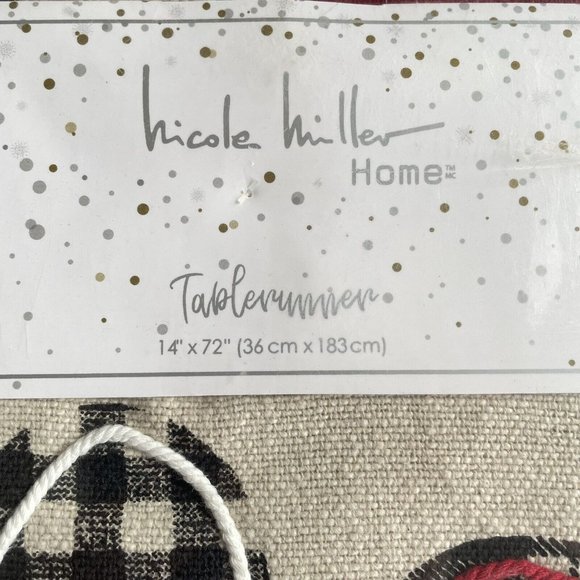 nicole miller
Home™ MC
Tablerunner
14" x 72" (36 cm x 183 cm)